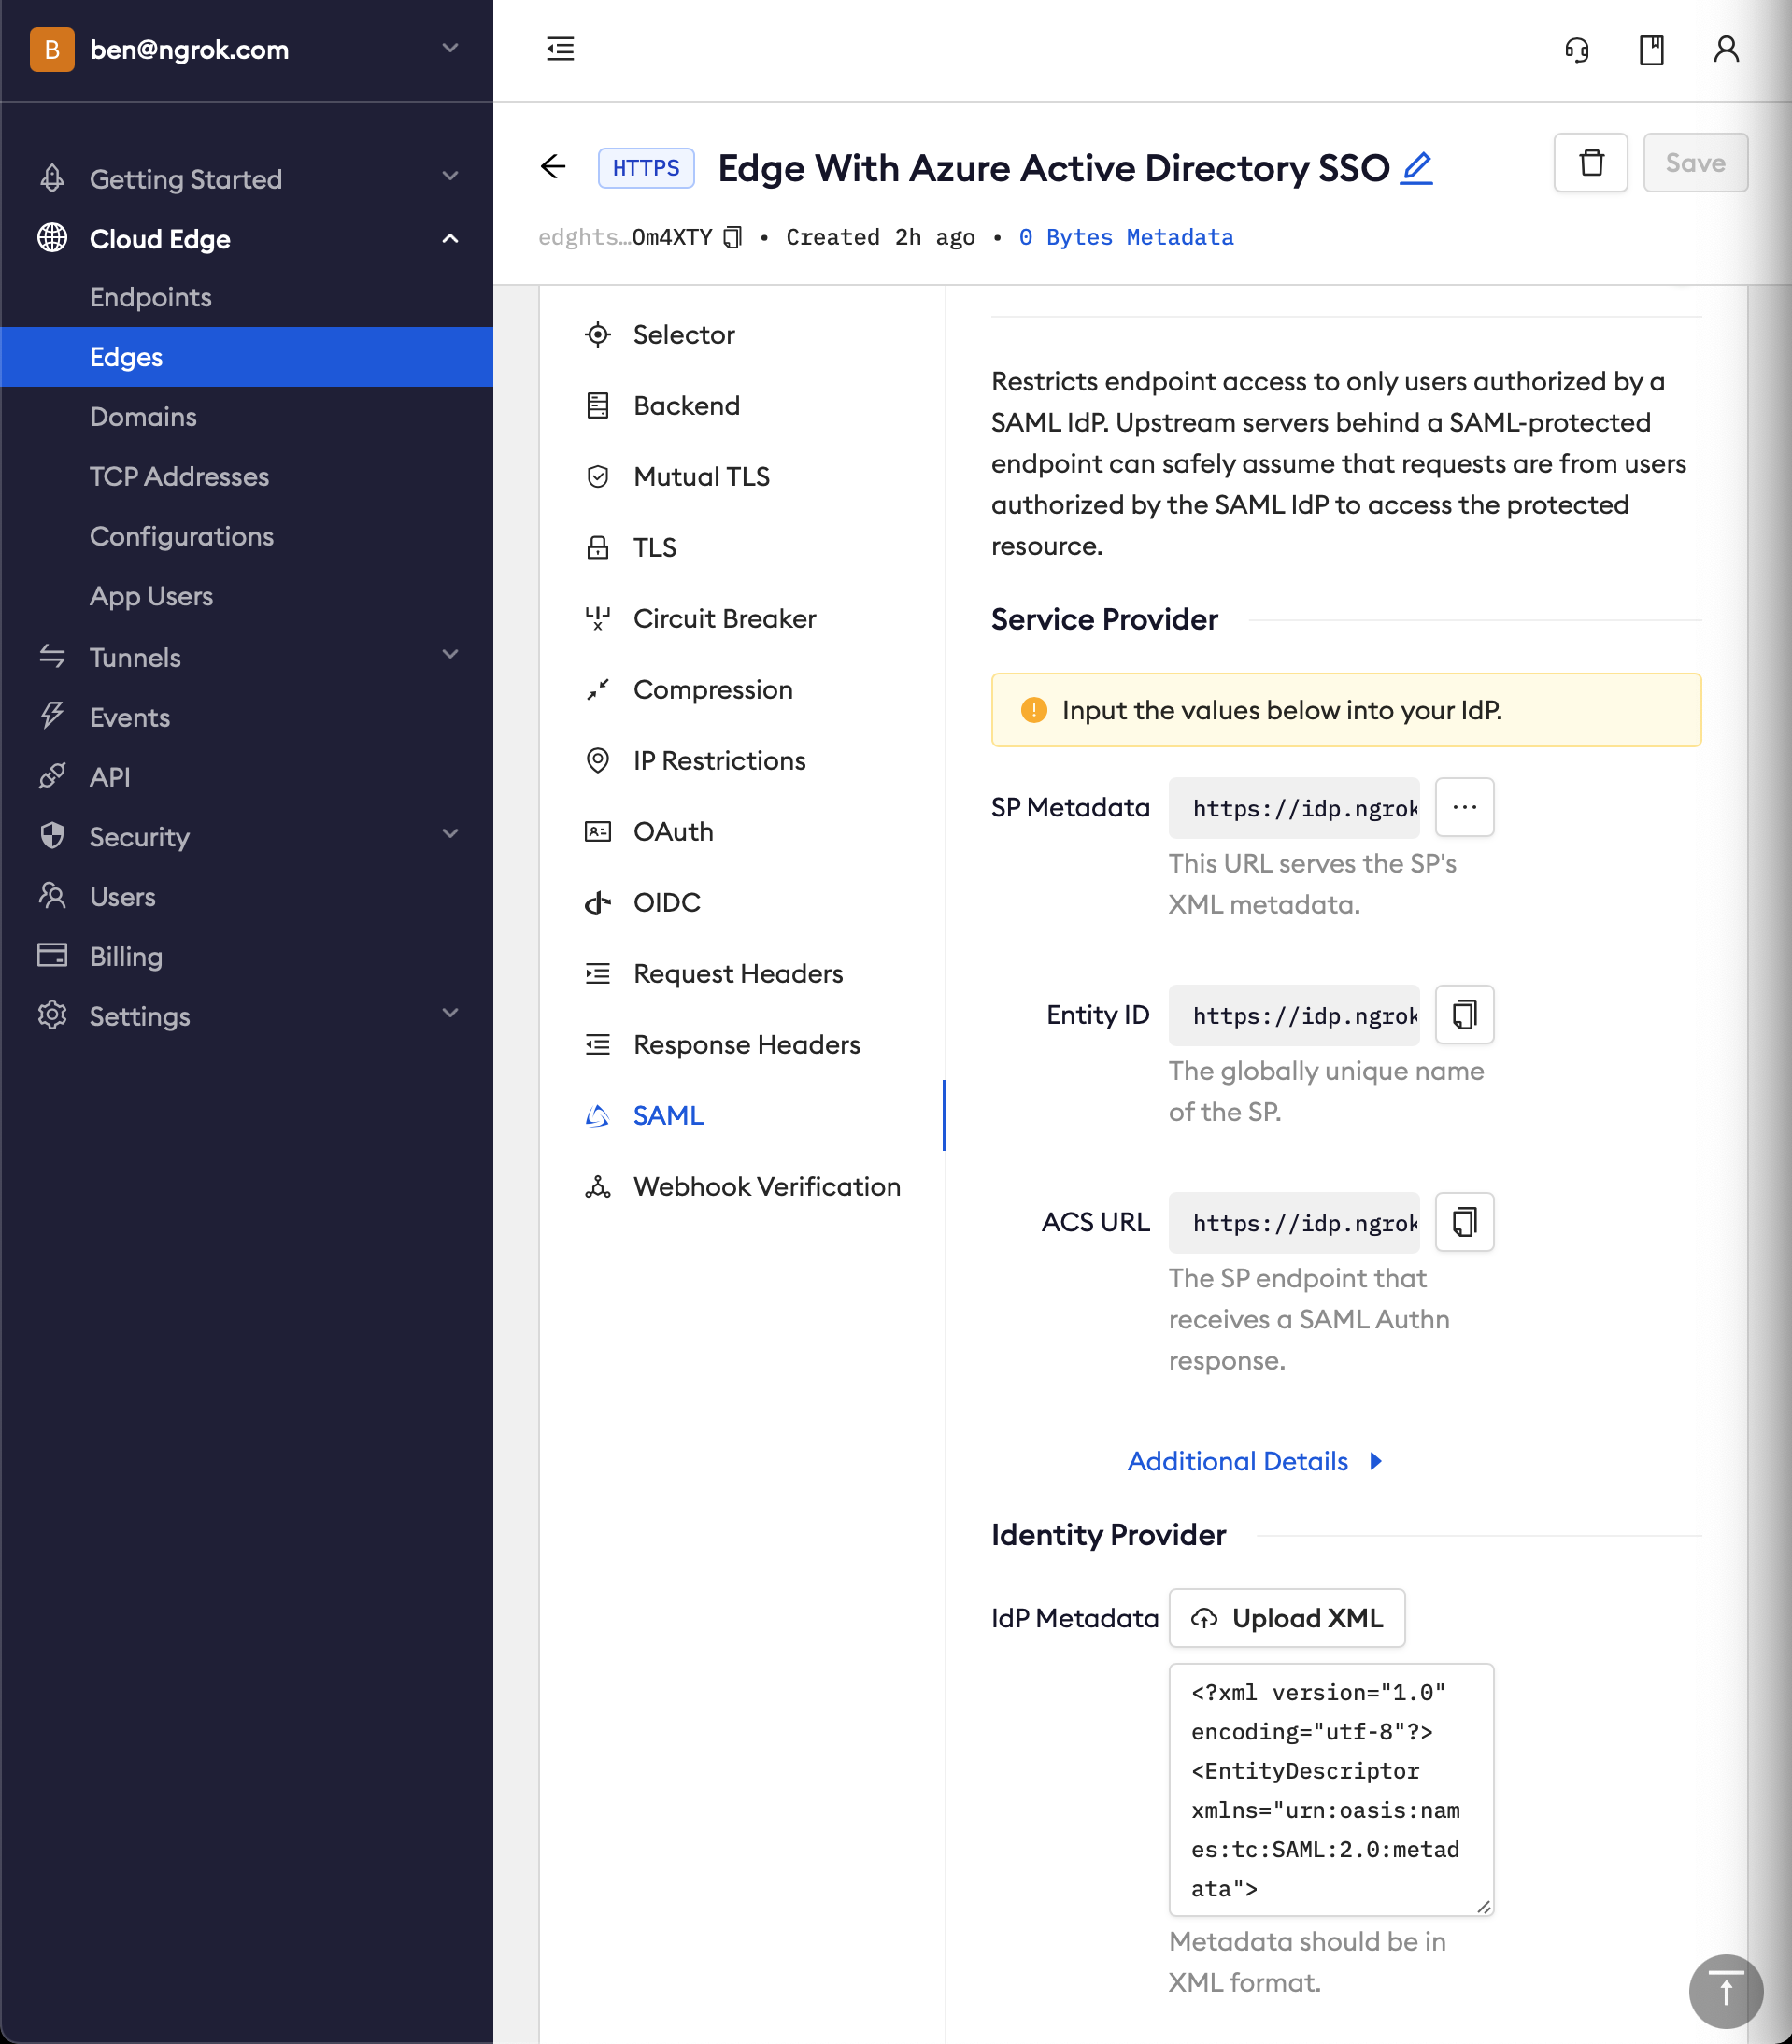 B ben@ngrok.com
Getting Started
Cloud Edge
Endpoints
Edges
Domains
TCP Addresses
Configurations
App Users
Tunnels
Events
API
Security
Users
Billing
Settings
HTTPS Edge With Azure Active Directory SSO
Save
edghts…Om4XTY • Created 2h ago • 0 Bytes Metadata
Selector
Backend
Mutual TLS
TLS
Circuit Breaker
Compression
IP Restrictions
OAuth
OIDC
Request Headers
Response Headers
SAML
Webhook Verification
Restricts endpoint access to only users authorized by a
SAML IdP. Upstream servers behind a SAML-protected
endpoint can safely assume that requests are from users
authorized by the SAML IdP to access the protected
resource.
Service Provider
Input the values below into your IdP.
SP Metadata https://idp.ngrok
This URL serves the SP's
XML metadata.
Entity ID https://idp.ngrok
The globally unique name
of the SP.
ACS URL https://idp.ngrok
The SP endpoint that
receives a SAML Authn
response.
Additional Details
Identity Provider
IdP Metadata Upload XML
<?xml version="1.0"
encoding="utf-8"?>
<EntityDescriptor
xmlns="urn:oasis:nam
es:tc:SAML:2.0:metad
ata">
Metadata should be in
XML format.